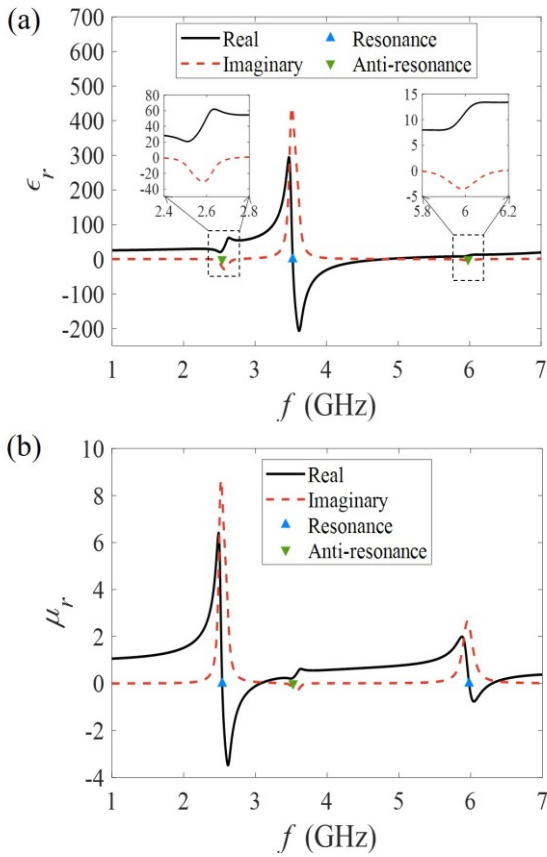 (a)
700
600
500
400
300
200
100
0
-100
-200
ϵr
Real
Imaginary
Resonance
Anti-resonance
80
60
40
20
0
-20
-40
2.4 2.6 2.8
15
10
5
0
-5
5.8 6 6.2
1 2 3 4 5 6 7
f (GHz)
(b)
10
8
6
4
2
0
-2
-4
μr
Real
Imaginary
Resonance
Anti-resonance
1 2 3 4 5 6 7
f (GHz)